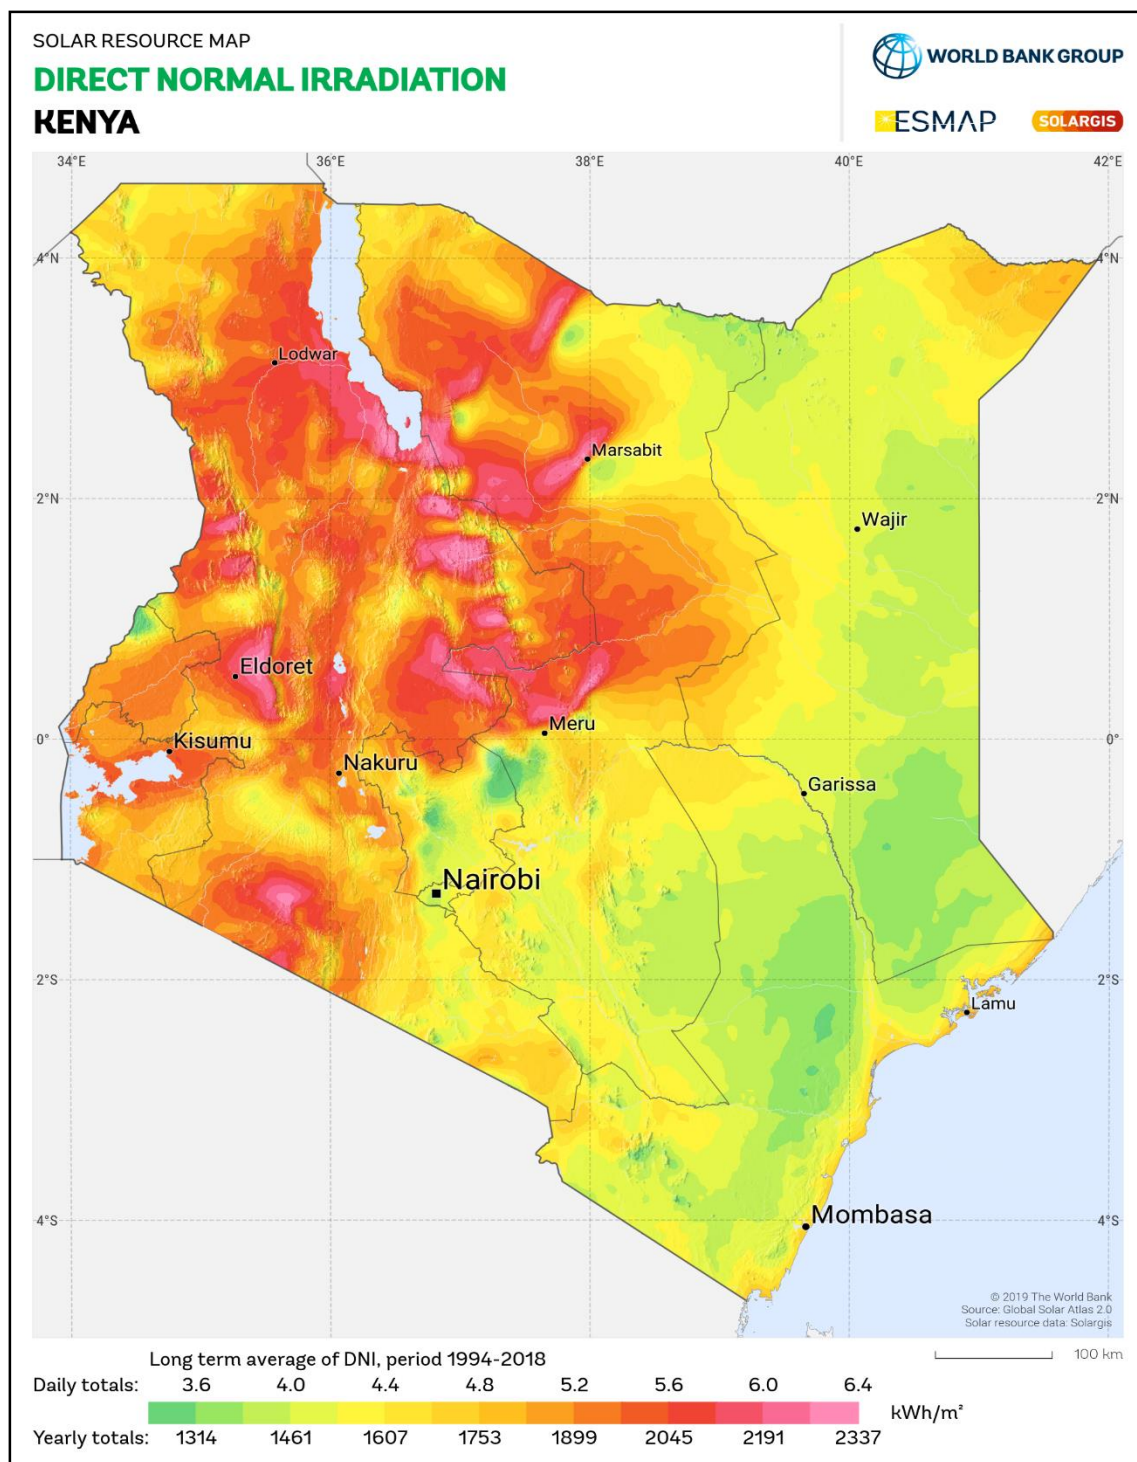 SOLAR RESOURCE MAP
DIRECT NORMAL IRRADIATION
KENYA
WORLD BANK GROUP
ESMAP
SOLARGIS
34°E 36°E 38°E 40°E 42°E
4°N 4°N
Lodwar
Marsabit
2°N 2°N
Wajir
Eldoret
Meru
0° 0°
Kisumu
Nakuru
Garissa
Nairobi
2°S 2°S
Lamu
Mombasa
4°S 4°S
© 2019 The World Bank
Source: Global Solar Atlas 2.0
Solar resource data: Solargis
Long term average of DNI, period 1994-2018
100 km
Daily totals: 3.6 4.0 4.4 4.8 5.2 5.6 6.0 6.4
kWh/m²
Yearly totals: 1314 1461 1607 1753 1899 2045 2191 2337